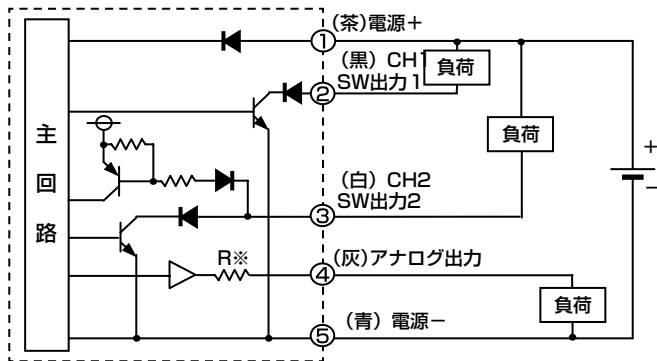 (茶)電源+
①
(黒) CH1
SW出力1
②
負荷
負荷
主回路
(白) CH2
SW出力2
③
+
−
R※
(灰)アナログ出力
④
負荷
(青) 電源−
⑤